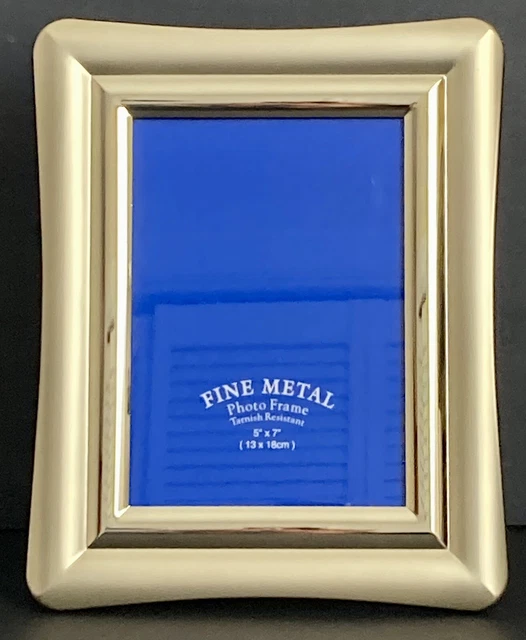 FINE METAL
Photo Frame
Tarnish Resistant
5" x 7"
( 13 x 18cm )